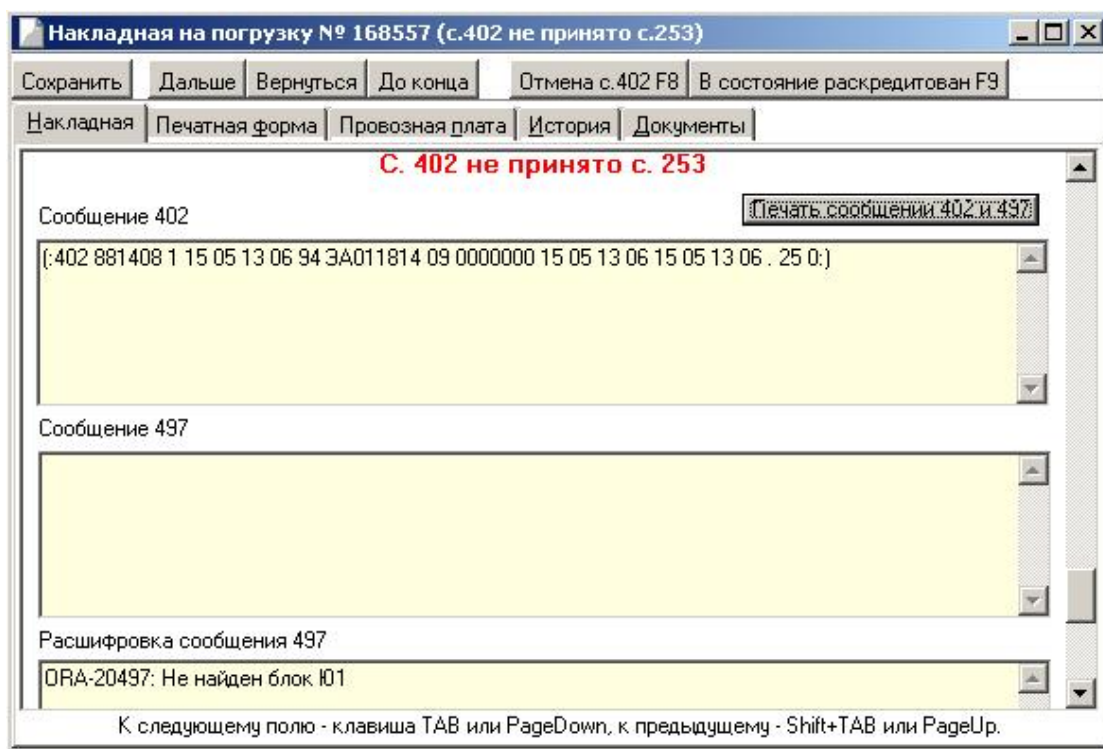 Накладная на погрузку № 168557 (с.402 не принято с.253)
Сохранить Дальше Вернуться До конца Отмена с.402 F8 В состояние раскредитован F9
Накладная Печатная форма Провозная плата История Документы
С. 402 не принято с. 253
Сообщение 402 Печать сообщении 402 и 497
(:402 881408 1 15 05 13 06 94 ЭА011814 09 0000000 15 05 13 06 15 05 13 06 . 25 0:)
Сообщение 497
Расшифровка сообщения 497
ORA-20497: Не найден блок Ю1
К следующему полю - клавиша TAB или PageDown, к предыдущему - Shift+TAB или PageUp.